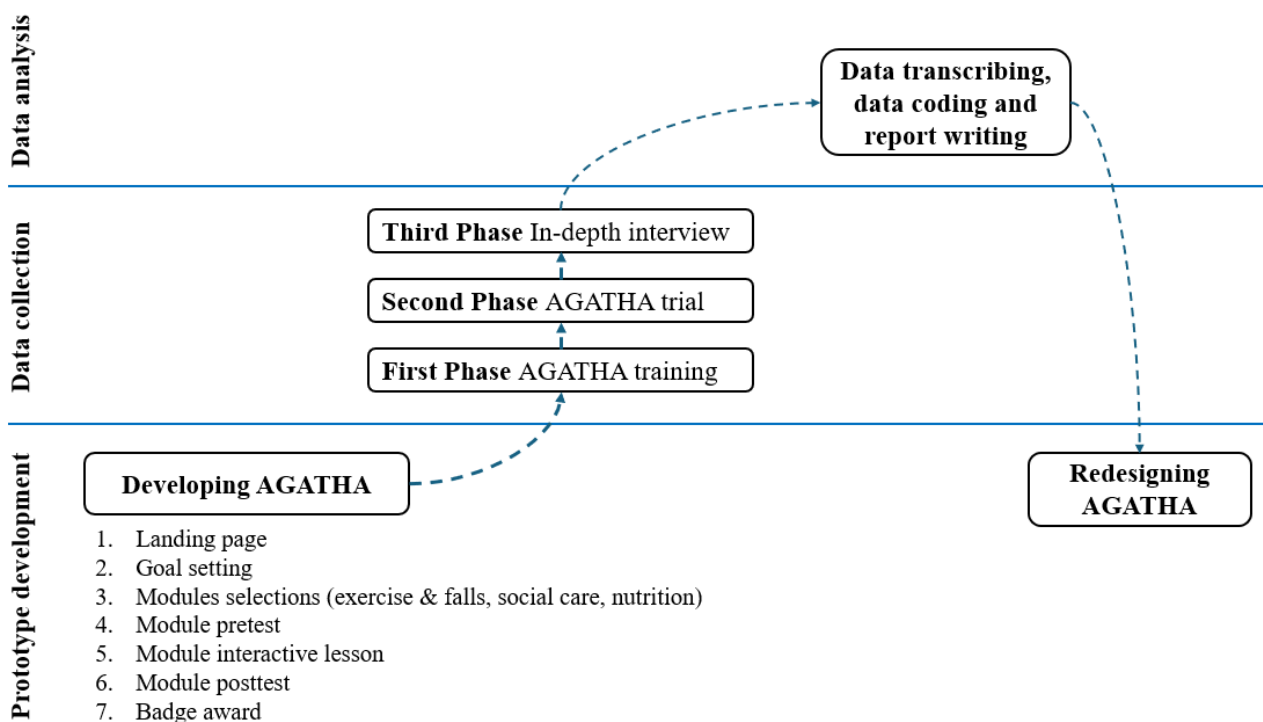 Data analysis
Data transcribing,
data coding and
report writing
Data collection
Third Phase In-depth interview
Second Phase AGATHA trial
First Phase AGATHA training
Prototype development
Developing AGATHA
1. Landing page
2. Goal setting
3. Modules selections (exercise & falls, social care, nutrition)
4. Module pretest
5. Module interactive lesson
6. Module posttest
7. Badge award
Redesigning
AGATHA